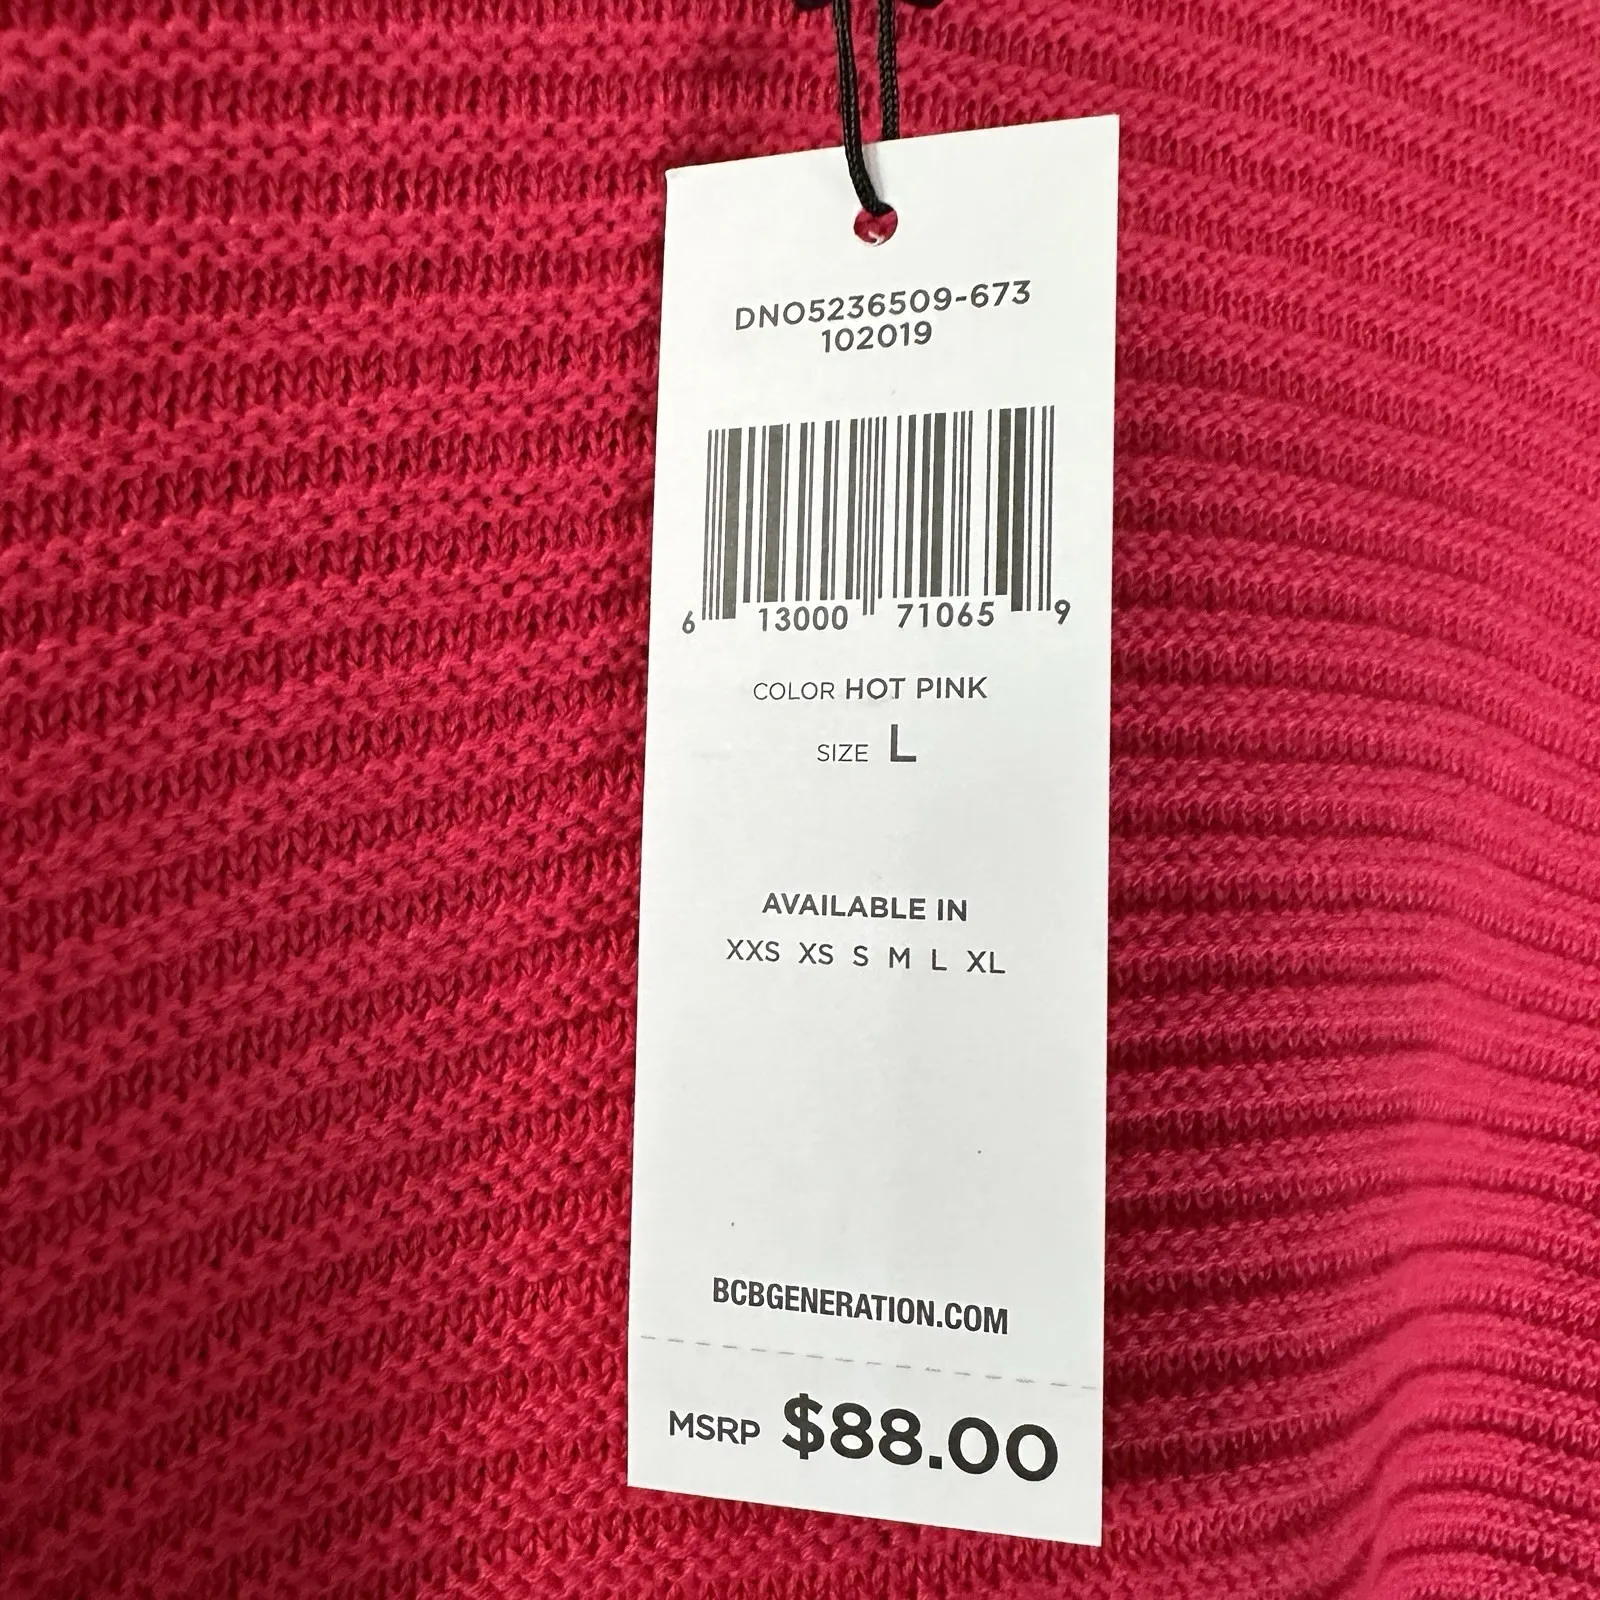 DNO5236509-673
102019
6 13000 71065 9
COLOR HOT PINK
SIZE L
AVAILABLE IN
XXS XS S M L XL
BCBGENERATION.COM
MSRP $88.00